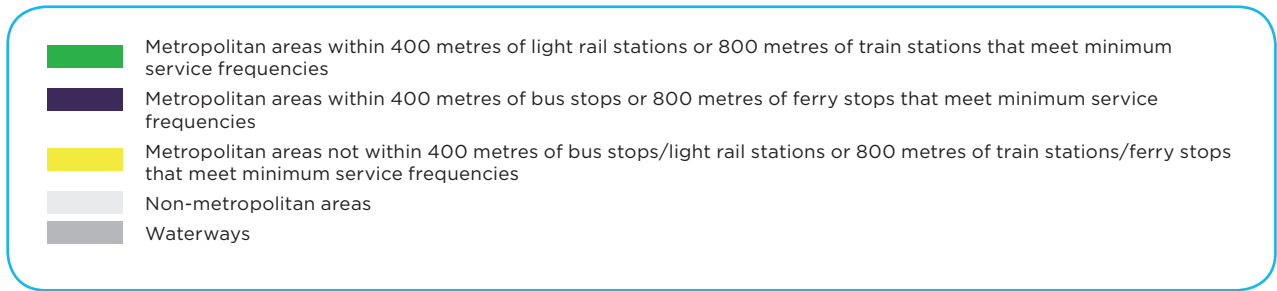 Metropolitan areas within 400 metres of light rail stations or 800 metres of train stations that meet minimum
service frequencies
Metropolitan areas within 400 metres of bus stops or 800 metres of ferry stops that meet minimum service
frequencies
Metropolitan areas not within 400 metres of bus stops/light rail stations or 800 metres of train stations/ferry stops
that meet minimum service frequencies
Non-metropolitan areas
Waterways